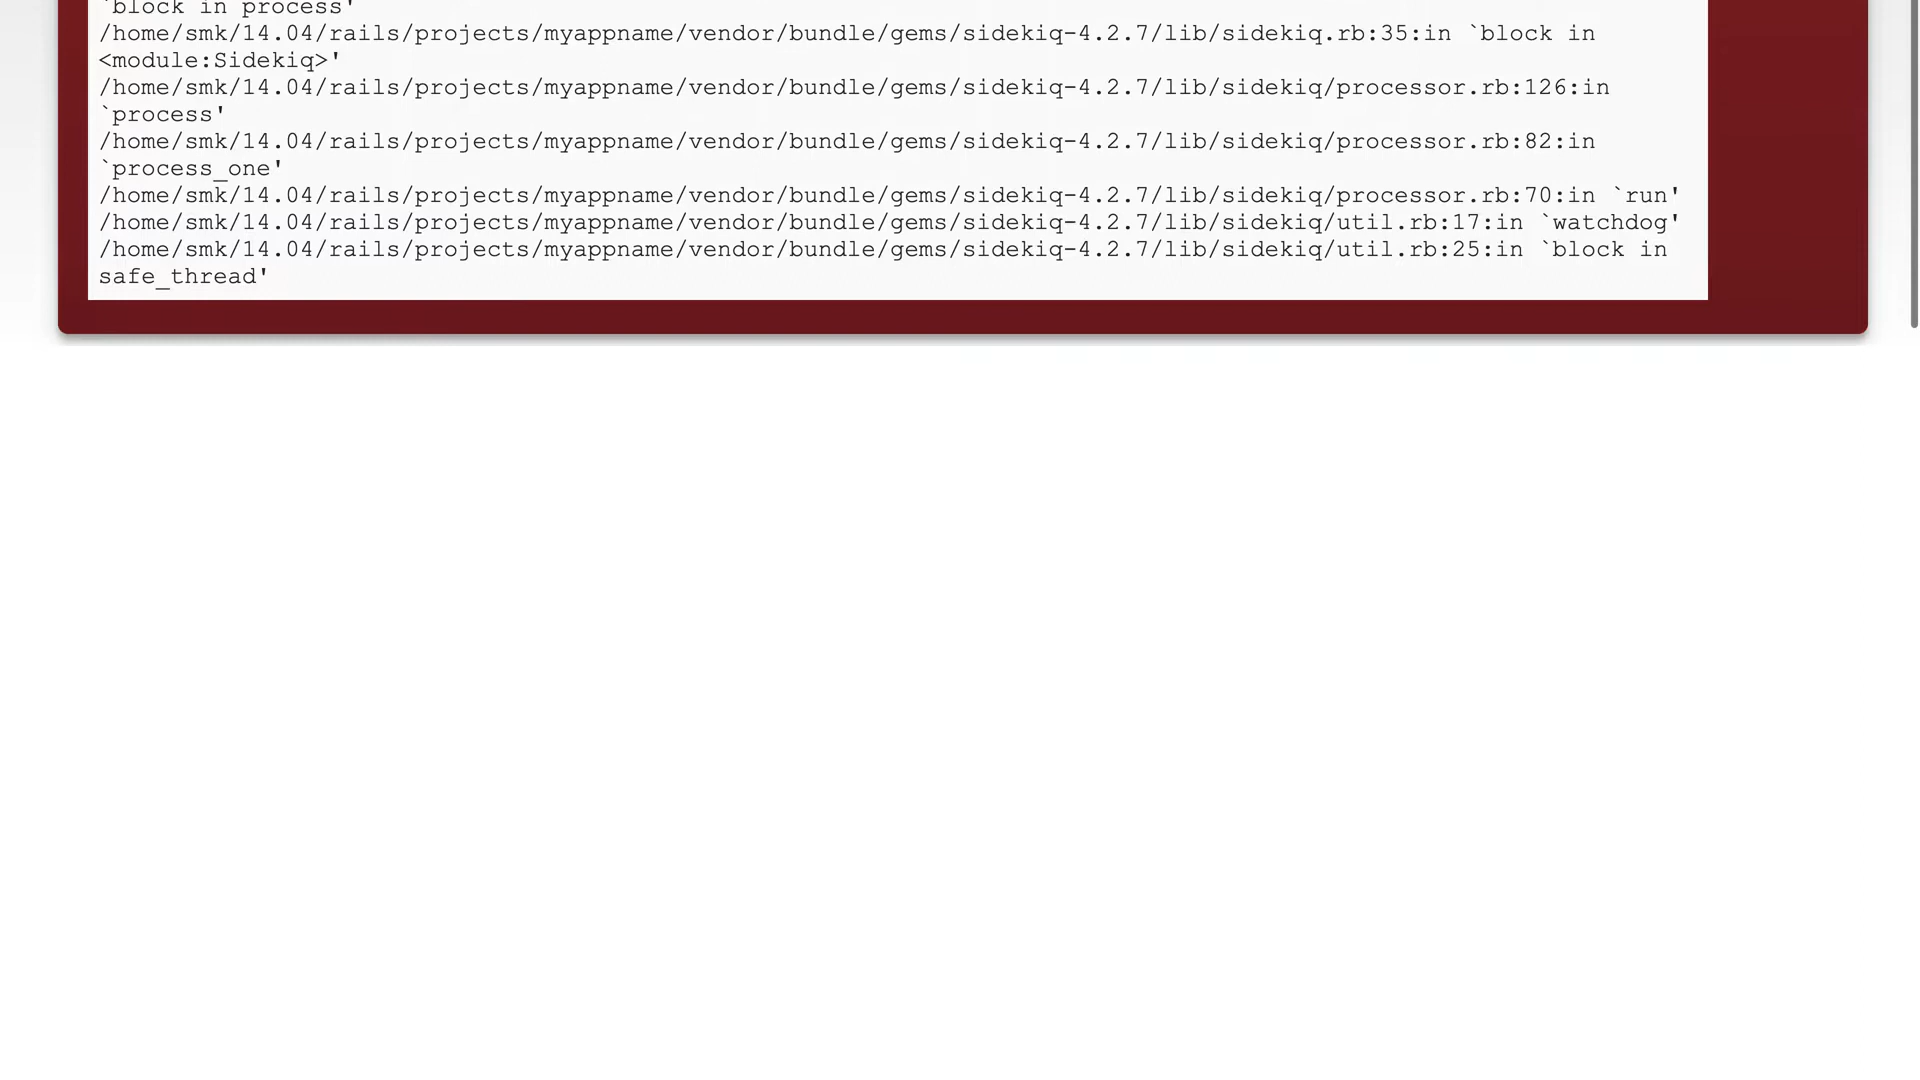 `block in process'
/home/smk/14.04/rails/projects/myappname/vendor/bundle/gems/sidekiq-4.2.7/lib/sidekiq.rb:35:in `block in
<module:Sidekiq>'
/home/smk/14.04/rails/projects/myappname/vendor/bundle/gems/sidekiq-4.2.7/lib/sidekiq/processor.rb:126:in
`process'
/home/smk/14.04/rails/projects/myappname/vendor/bundle/gems/sidekiq-4.2.7/lib/sidekiq/processor.rb:82:in
`process_one'
/home/smk/14.04/rails/projects/myappname/vendor/bundle/gems/sidekiq-4.2.7/lib/sidekiq/processor.rb:70:in `run'
/home/smk/14.04/rails/projects/myappname/vendor/bundle/gems/sidekiq-4.2.7/lib/sidekiq/util.rb:17:in `watchdog'
/home/smk/14.04/rails/projects/myappname/vendor/bundle/gems/sidekiq-4.2.7/lib/sidekiq/util.rb:25:in `block in
safe_thread'